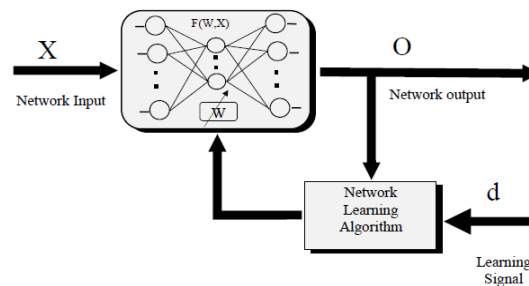 F(W,X)
X
O
Network Input
W
Network output
Network
Learning
Algorithm
d
Learning
Signal